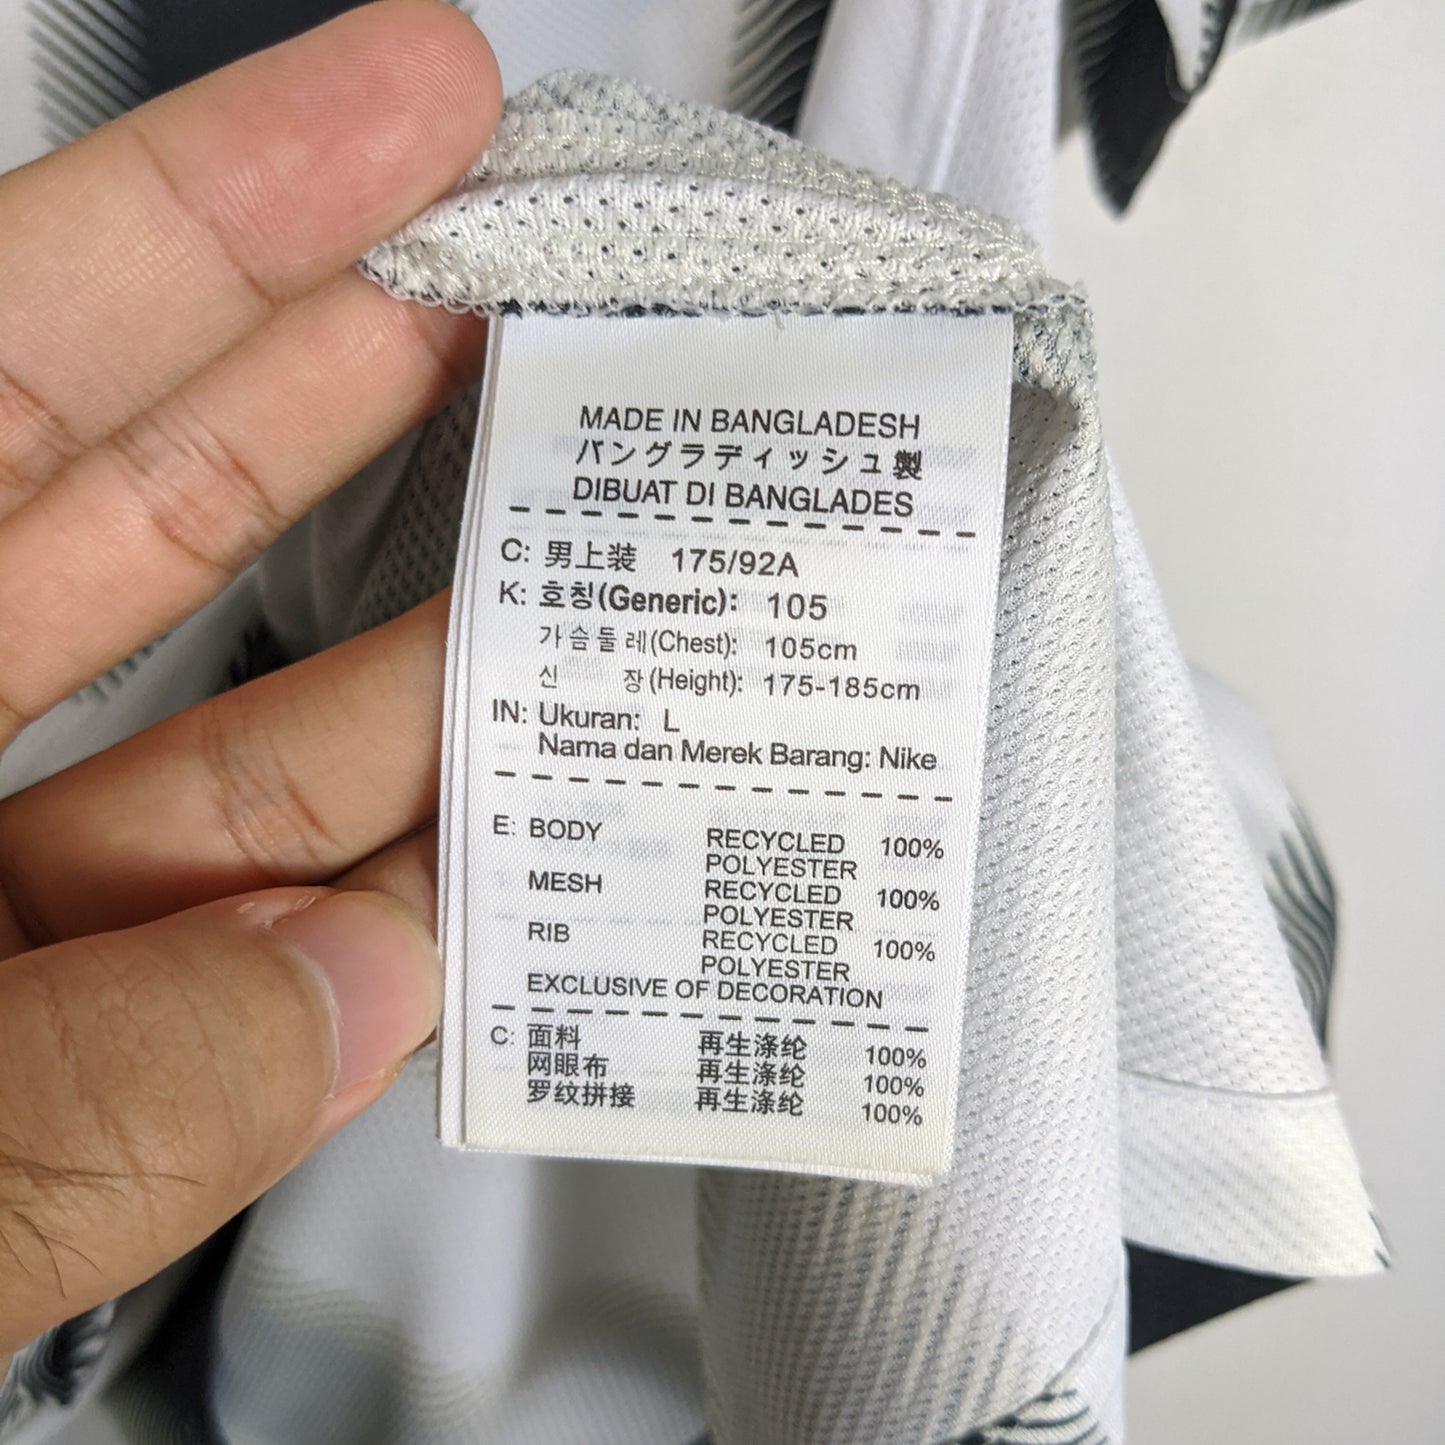 MADE IN BANGLADESH
バングラディッシュ製
DIBUAT DI BANGLADES
C: 男上装 175/92A
K: 호칭(Generic): 105
가슴둘레(Chest): 105cm
신 장(Height): 175-185cm
IN: Ukuran: L
Nama dan Merek Barang: Nike
E: BODY RECYCLED 100%
POLYESTER
MESH RECYCLED 100%
POLYESTER
RIB RECYCLED 100%
POLYESTER
EXCLUSIVE OF DECORATION
C: 面料 再生涤纶 100%
网眼布 再生涤纶 100%
罗纹拼接 再生涤纶 100%